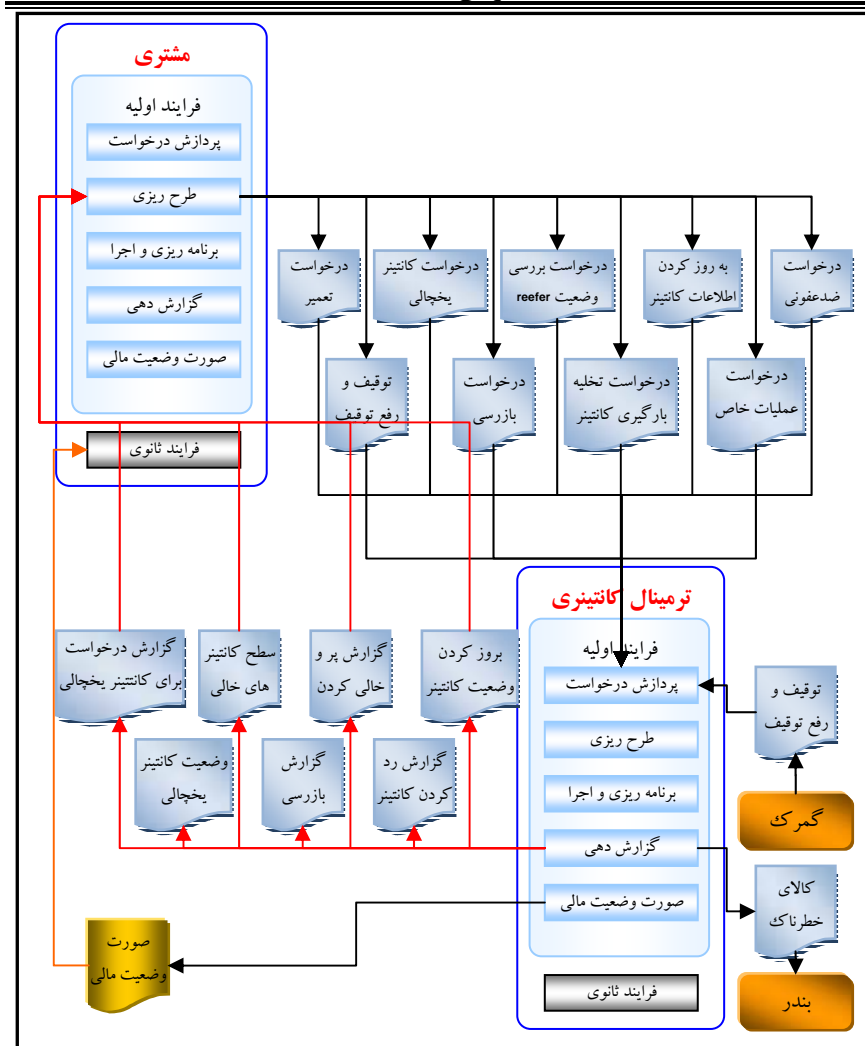 مشتری
فرایند اولیه
پردازش درخواست
طرح ریزی
برنامه ریزی و اجرا
گزارش دهی
صورت وضعیت مالی
فرایند ثانوی
درخواست
ضدعفونی
به روز کردن
اطلاعات کانتینر
درخواست بررسی
وضعیت reefer
درخواست کانتینر
یخچالی
درخواست
تعمیر
درخواست
عملیات خاص
درخواست تخلیه
بارگیری کانتینر
درخواست
بازرسی
توقیف و
رفع توقیف
ترمینال کانتینری
فرایند اولیه
پردازش درخواست
طرح ریزی
برنامه ریزی و اجرا
گزارش دهی
صورت وضعیت مالی
فرایند ثانوی
توقیف و
رفع توقیف
گمرک
کالای
خطرناک
بندر
بروز کردن
وضعیت کانتینر
گزارش پر و
خالی کردن
سطح کانتینر
های خالی
گزارش درخواست
برای کانتتینر یخچالی
گزارش رد
کردن کانتینر
گزارش
بازرسی
وضعیت کانتینر
یخچالی
صورت
وضعیت مالی